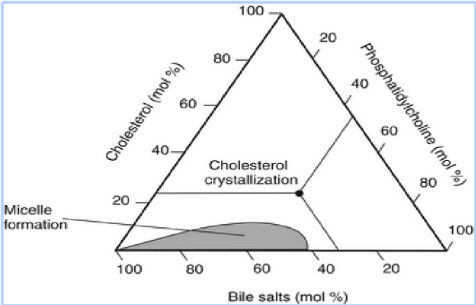 100
80
60
40
20
Cholesterol (mol %)
20
40
60
80
100
Phosphatidylcholine (mol %)
Cholesterol
crystallization
Micelle
formation
100
80
60
40
20
Bile salts (mol %)